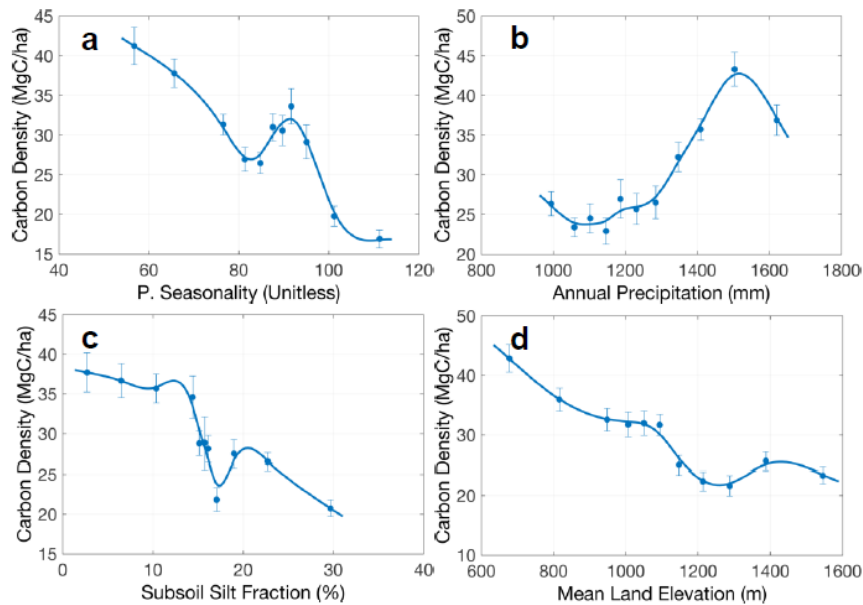 a
Carbon Density (MgC/ha)
45
40
35
30
25
20
15
40 60 80 100 120
P. Seasonality (Unitless)
b
Carbon Density (MgC/ha)
50
45
40
35
30
25
20
800 1000 1200 1400 1600 1800
Annual Precipitation (mm)
c
Carbon Density (MgC/ha)
45
40
35
30
25
20
15
0 10 20 30 40
Subsoil Silt Fraction (%)
d
Carbon Density (MgC/ha)
50
40
30
20
10
600 800 1000 1200 1400 1600
Mean Land Elevation (m)